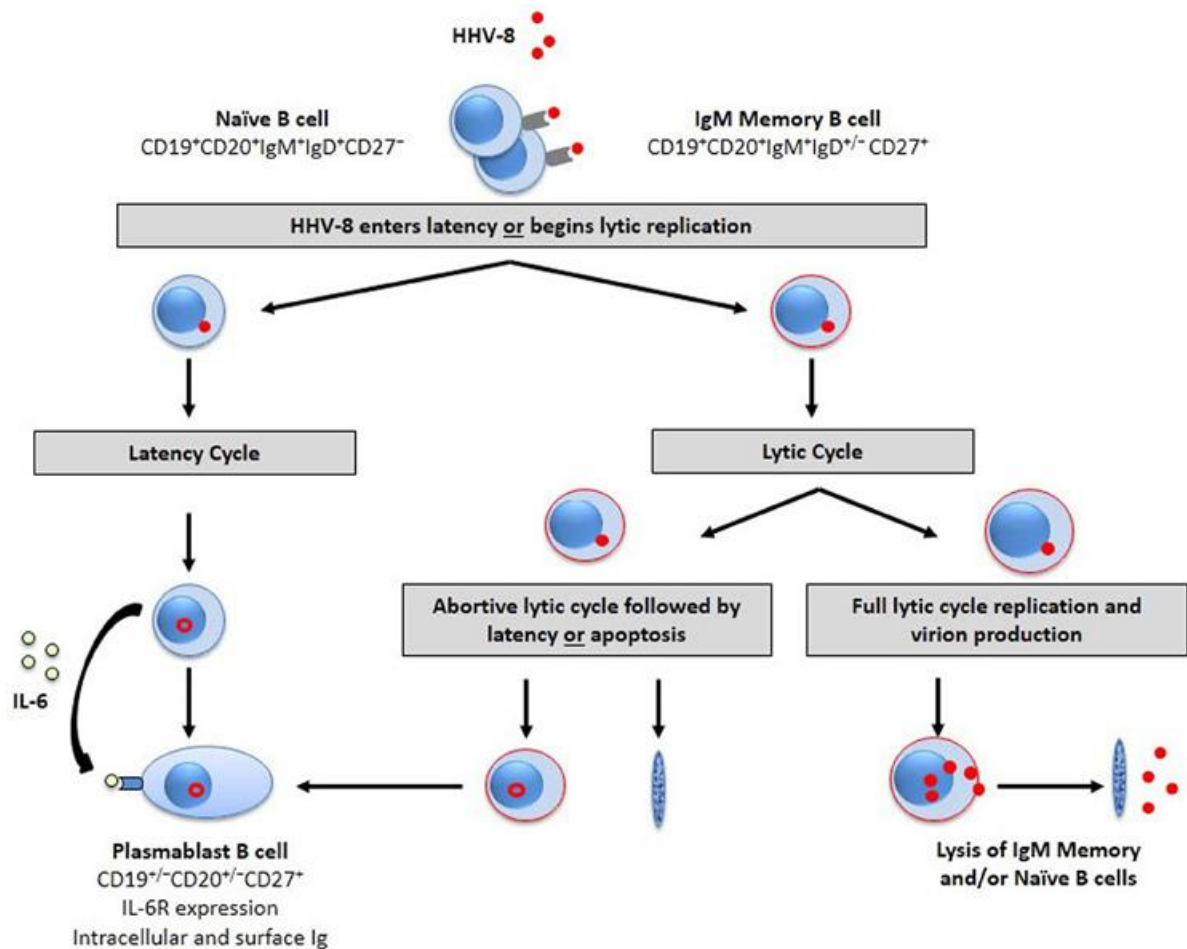 HHV-8
Naïve B cell
CD19⁺CD20⁺IgM⁺IgD⁺CD27⁻
IgM Memory B cell
CD19⁺CD20⁺IgM⁺IgD⁺/⁻ CD27⁺
HHV-8 enters latency or begins lytic replication
Latency Cycle
Lytic Cycle
Abortive lytic cycle followed by
latency or apoptosis
Full lytic cycle replication and
virion production
IL-6
Plasmablast B cell
CD19⁺/⁻CD20⁺/⁻CD27⁺
IL-6R expression
Intracellular and surface Ig
Lysis of IgM Memory
and/or Naïve B cells